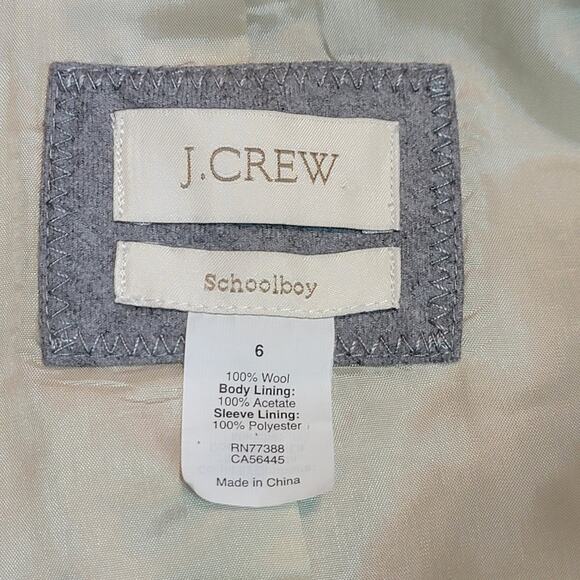 J.CREW
Schoolboy
6
100% Wool
Body Lining:
100% Acetate
Sleeve Lining:
100% Polyester
RN77388
CA56445
Made in China